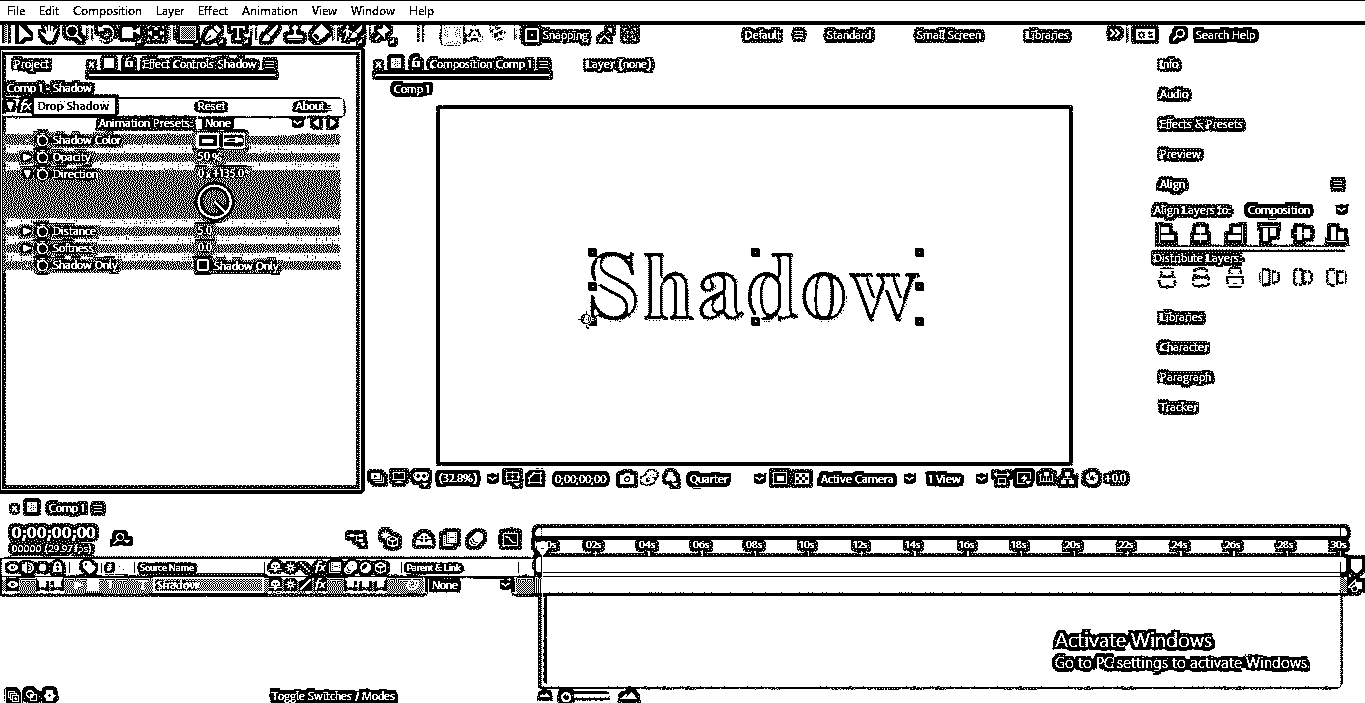 File Edit Composition Layer Effect Animation View Window Help
Snapping Default Standard Small Screen Libraries Search Help
Project Effect Controls Shadow Composition Comp 1 Layer (none) Info
Comp 1 - Shadow Comp 1
Drop Shadow Reset About... Audio
Animation Presets: None Effects & Presets
Shadow Color
Opacity 50 % Preview
Direction 0 x +135.0° Align
Align Layers to: Composition
Distance 5.0
Softness 0.0 Distribute Layers:
Shadow Only Shadow Only
Shadow
Libraries
Character
Paragraph
Tracker
(32.8%) 0;00;00;00 Quarter Active Camera 1 View +0.0
Comp 1
0;00;00;00
00000 (29.97 fps) 02s 04s 06s 08s 10s 12s 14s 16s 18s 20s 22s 24s 26s 28s 30s
# Source Name Parent & Link
T Shadow None
Activate Windows
Go to PC settings to activate Windows.
Toggle Switches / Modes